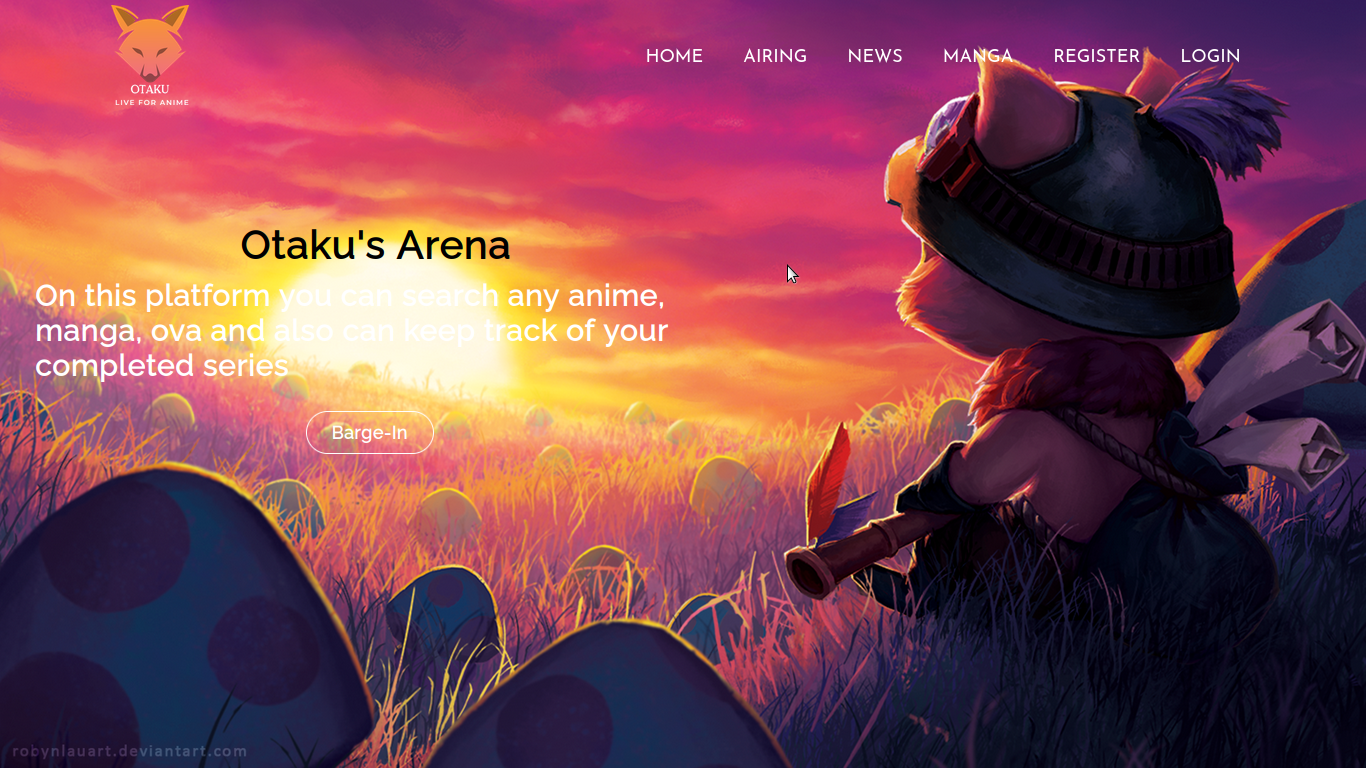 OTAKU
LIVE FOR ANIME
HOME AIRING NEWS MANGA REGISTER LOGIN
Otaku's Arena
On this platform you can search any anime,
manga, ova and also can keep track of your
completed series
Barge-In
robynlauart.deviantart.com